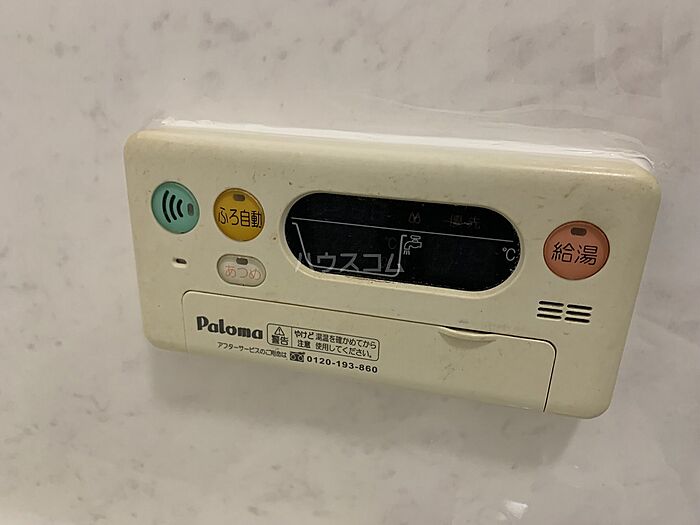 ふろ自動
あつめ
℃
℃
給湯
ハウスコム
Paloma
警告
やけど 湯温を確かめてから
注意 使用してください。
アフターサービスのご用命は 0120-193-860